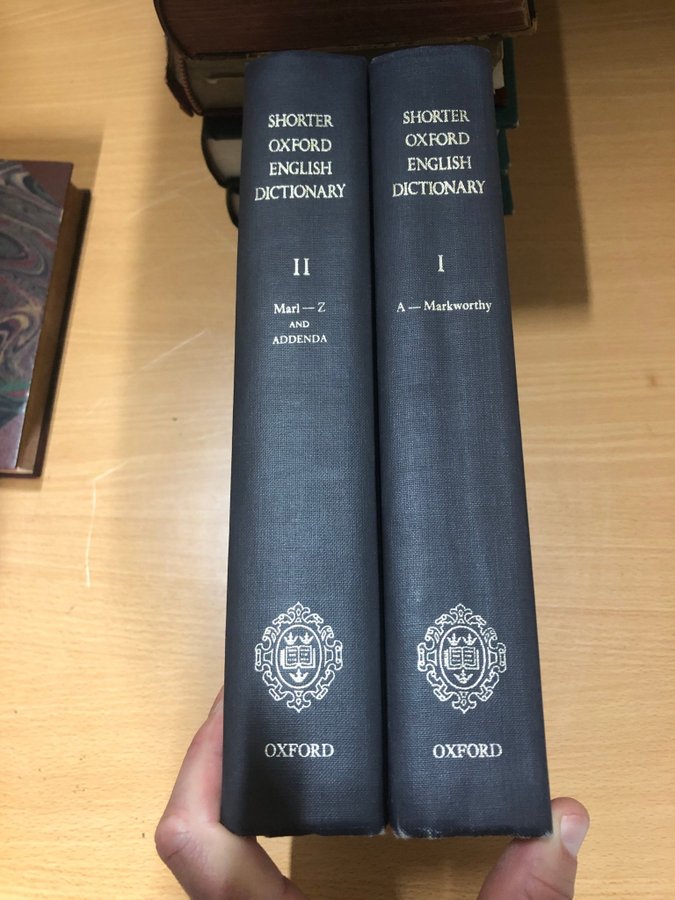 SHORTER
OXFORD
ENGLISH
DICTIONARY
II
Marl — Z
AND
ADDENDA
OXFORD
SHORTER
OXFORD
ENGLISH
DICTIONARY
I
A — Markworthy
OXFORD